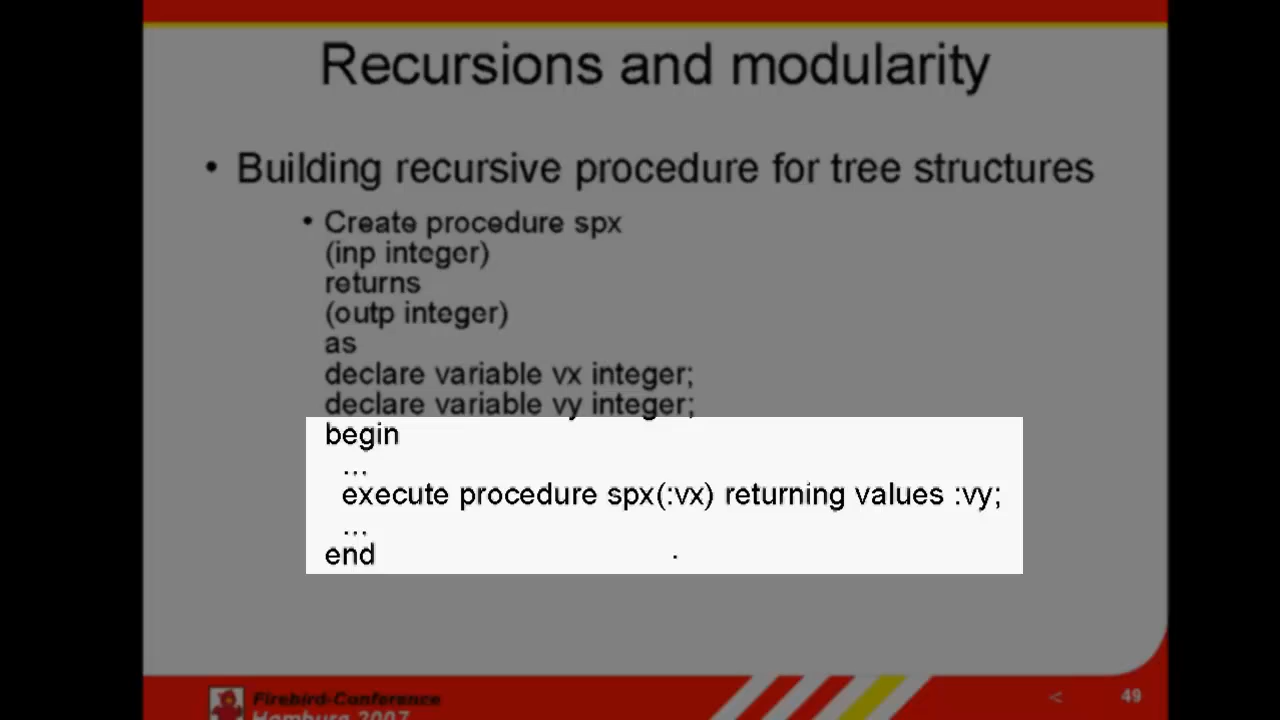 Recursions and modularity
• Building recursive procedure for tree structures
• Create procedure spx
(inp integer)
returns
(outp integer)
as
declare variable vx integer;
declare variable vy integer;
begin
...
execute procedure spx(:vx) returning values :vy;
...
end
Firebird-Conference
Hamburg 2007
< 49